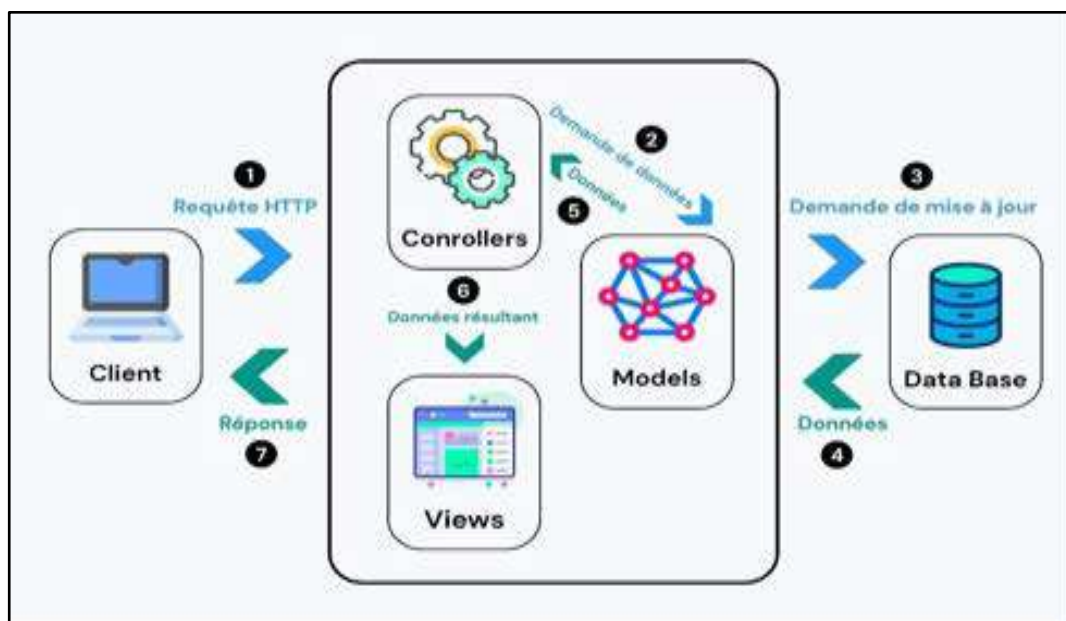 1
Requête HTTP
Client
Réponse
7
Conrollers
Demande de données
2
Données
5
6
Données résultant
Views
Models
3
Demande de mise à jour
Data Base
Données
4